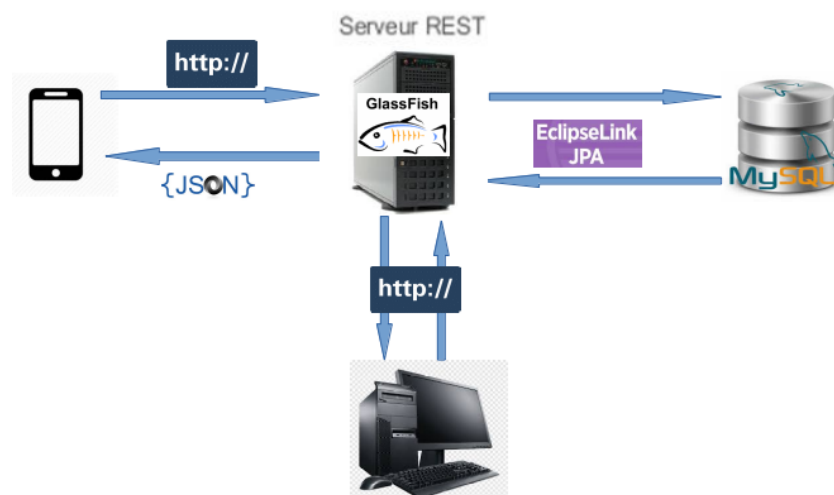 Serveur REST
http://
GlassFish
EclipseLink
JPA
{JSON}
MySQL
http://